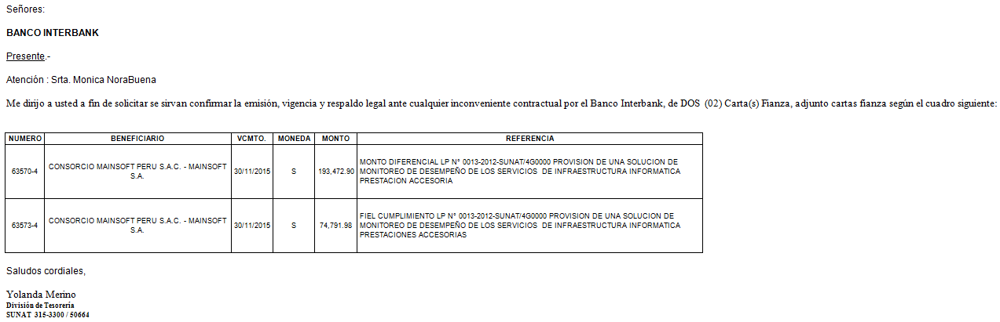 Señores:
BANCO INTERBANK
Presente.-
Atención : Srta. Monica NoraBuena
Me dirijo a usted a fin de solicitar se sirvan confirmar la emisión, vigencia y respaldo legal ante cualquier inconveniente contractual por el Banco Interbank, de DOS (02) Carta(s) Fianza, adjunto cartas fianza según el cuadro siguiente:
NUMERO BENEFICIARIO VCMTO. MONEDA MONTO REFERENCIA
MONTO DIFERENCIAL LP N° 0013-2012-SUNAT/4G0000 PROVISION DE UNA SOLUCION DE
63570-4 CONSORCIO MAINSOFT PERU S.A.C. - MAINSOFT 30/11/2015 S 193,472.90 MONITOREO DE DESEMPEÑO DE LOS SERVICIOS DE INFRAESTRUCTURA INFORMATICA
S.A. PRESTACION ACCESORIA
FIEL CUMPLIMIENTO LP N° 0013-2012-SUNAT/4G0000 PROVISION DE UNA SOLUCION DE
63573-4 CONSORCIO MAINSOFT PERU S.A.C. - MAINSOFT 30/11/2015 S 74,791.98 MONITOREO DE DESEMPEÑO DE LOS SERVICIOS DE INFRAESTRUCTURA INFORMATICA
S.A. PRESTACIONES ACCESORIAS
Saludos cordiales,
Yolanda Merino
División de Tesorería
SUNAT 315-3300 / 50664